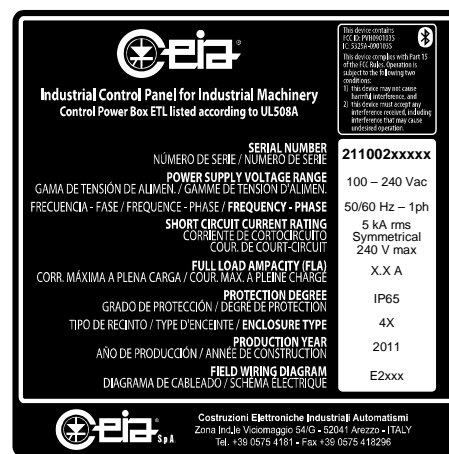 ceia®
This device contains
FCC ID: PVH0901035
IC: 5325A-0901035
This device complies with Part 15
of the FCC Rules. Operation is
subject to the following two
conditions:
1) this device may not cause
harmful interference, and
2) this device must accept any
interference received, including
interference that may cause
undesired operation.
Industrial Control Panel for Industrial Machinery
Control Power Box ETL listed according to UL508A
SERIAL NUMBER
NÚMERO DE SERIE / NUMERO DE SERIE
211002xxxxx
POWER SUPPLY VOLTAGE RANGE
GAMA DE TENSIÓN DE ALIMEN. / GAMME DE TENSION D'ALIMEN.
100 – 240 Vac
FRECUENCIA - FASE / FREQUENCE - PHASE / FREQUENCY - PHASE
50/60 Hz – 1ph
SHORT CIRCUIT CURRENT RATING
CORRIENTE DE CORTOCIRCUITO
COUR. DE COURT-CIRCUIT
5 kA rms
Symmetrical
240 V max
FULL LOAD AMPACITY (FLA)
CORR. MÁXIMA A PLENA CARGA / COUR. MAX. A PLEINE CHARGE
X.X A
PROTECTION DEGREE
GRADO DE PROTECCIÓN / DEGRÉ DE PROTECTION
IP65
TIPO DE RECINTO / TYPE D'ENCEINTE / ENCLOSURE TYPE
4X
PRODUCTION YEAR
AÑO DE PRODUCCIÓN / ANNÉE DE CONSTRUCTION
2011
FIELD WIRING DIAGRAM
DIAGRAMA DE CABLEADO / SCHÉMA ÉLECTRIQUE
E2xxx
ceia S.p.A.
Costruzioni Elettroniche Industriali Automatismi
Zona Ind.le Viciomaggio 54/G - 52041 Arezzo - ITALY
Tel. +39 0575 4181 - Fax +39 0575 418296